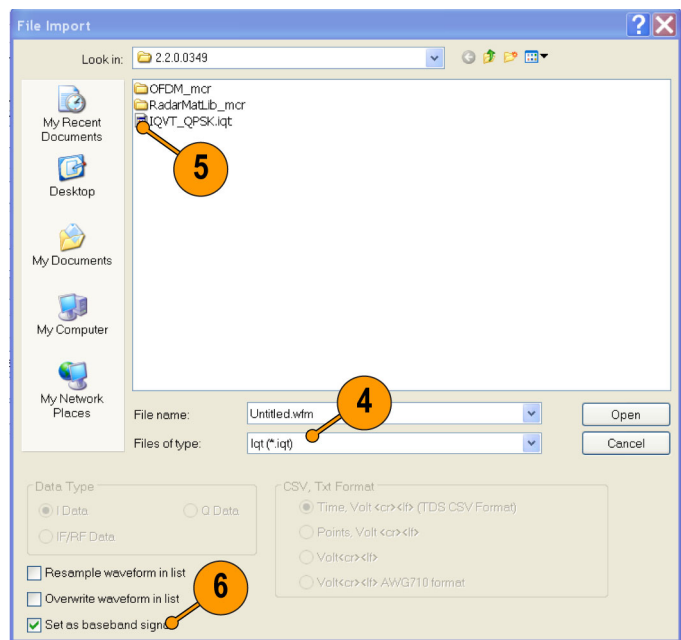 File Import
Look in:
2.2.0.0349
OFDM_mcr
RadarMatLib_mcr
IQVT_QPSK.iqt
5
My Recent
Documents
Desktop
My Documents
My Computer
My Network
Places
File name:
Untitled.wfm
4
Open
Files of type:
Iqt (*.iqt)
Cancel
Data Type
I Data
Q Data
IF/RF Data
CSV, Txt Format
Time, Volt <cr><lf> (TDS CSV Format)
Points, Volt <cr><lf>
Volt<cr><lf>
Volt<cr><lf> AWG710 format
Resample waveform in list
Overwrite waveform in list
6
Set as baseband signal